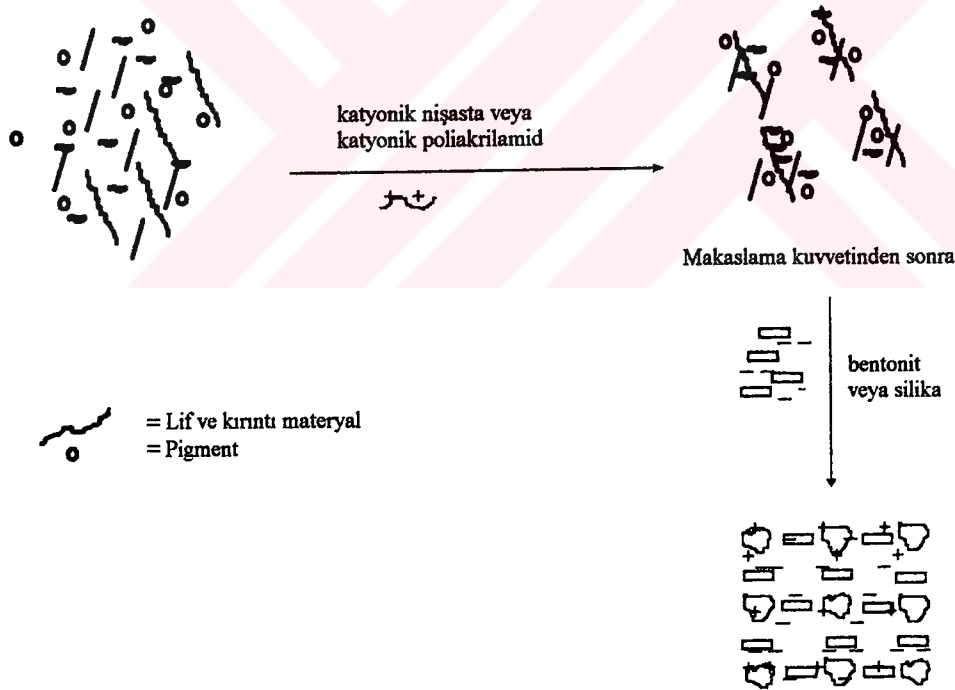 katyonik nişasta veya
katyonik poliakrilamid
Makaslama kuvvetinden sonra
bentonit
veya silika
= Lif ve kırıntı materyal
= Pigment